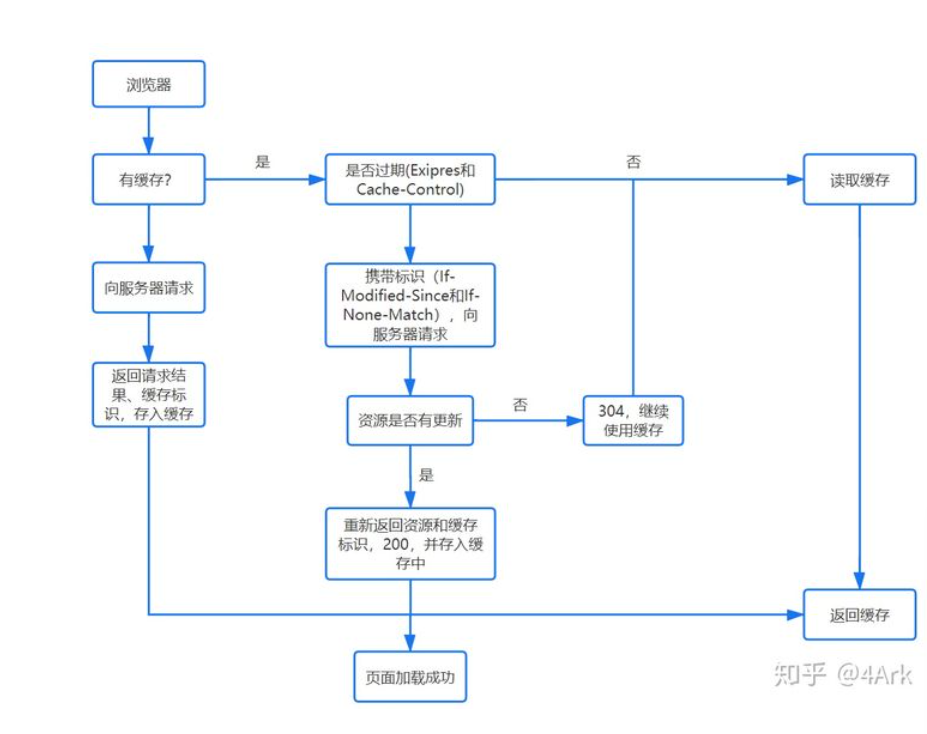 浏览器
有缓存?
是
是否过期(Exipres和
Cache-Control)
否
读取缓存
向服务器请求
携带标识（If-
Modified-Since和If-
None-Match）, 向
服务器请求
返回请求结
果、缓存标
识，存入缓存
资源是否有更新
否
304，继续
使用缓存
是
重新返回资源和缓存
标识，200，并存入缓
存中
返回缓存
页面加载成功
知乎 @4Ark